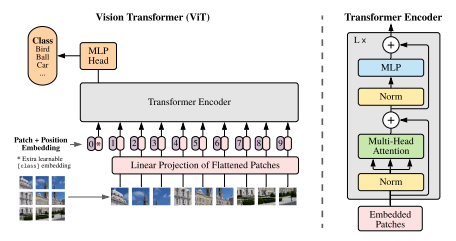 Vision Transformer (ViT)
Class
Bird
Ball
Car
...
MLP
Head
Transformer Encoder
Patch + Position
Embedding
* Extra learnable
[class] embedding
0 *
1
2
3
4
5
6
7
8
9
Linear Projection of Flattened Patches
Transformer Encoder
L x
+
MLP
Norm
+
Multi-Head
Attention
Norm
Embedded
Patches